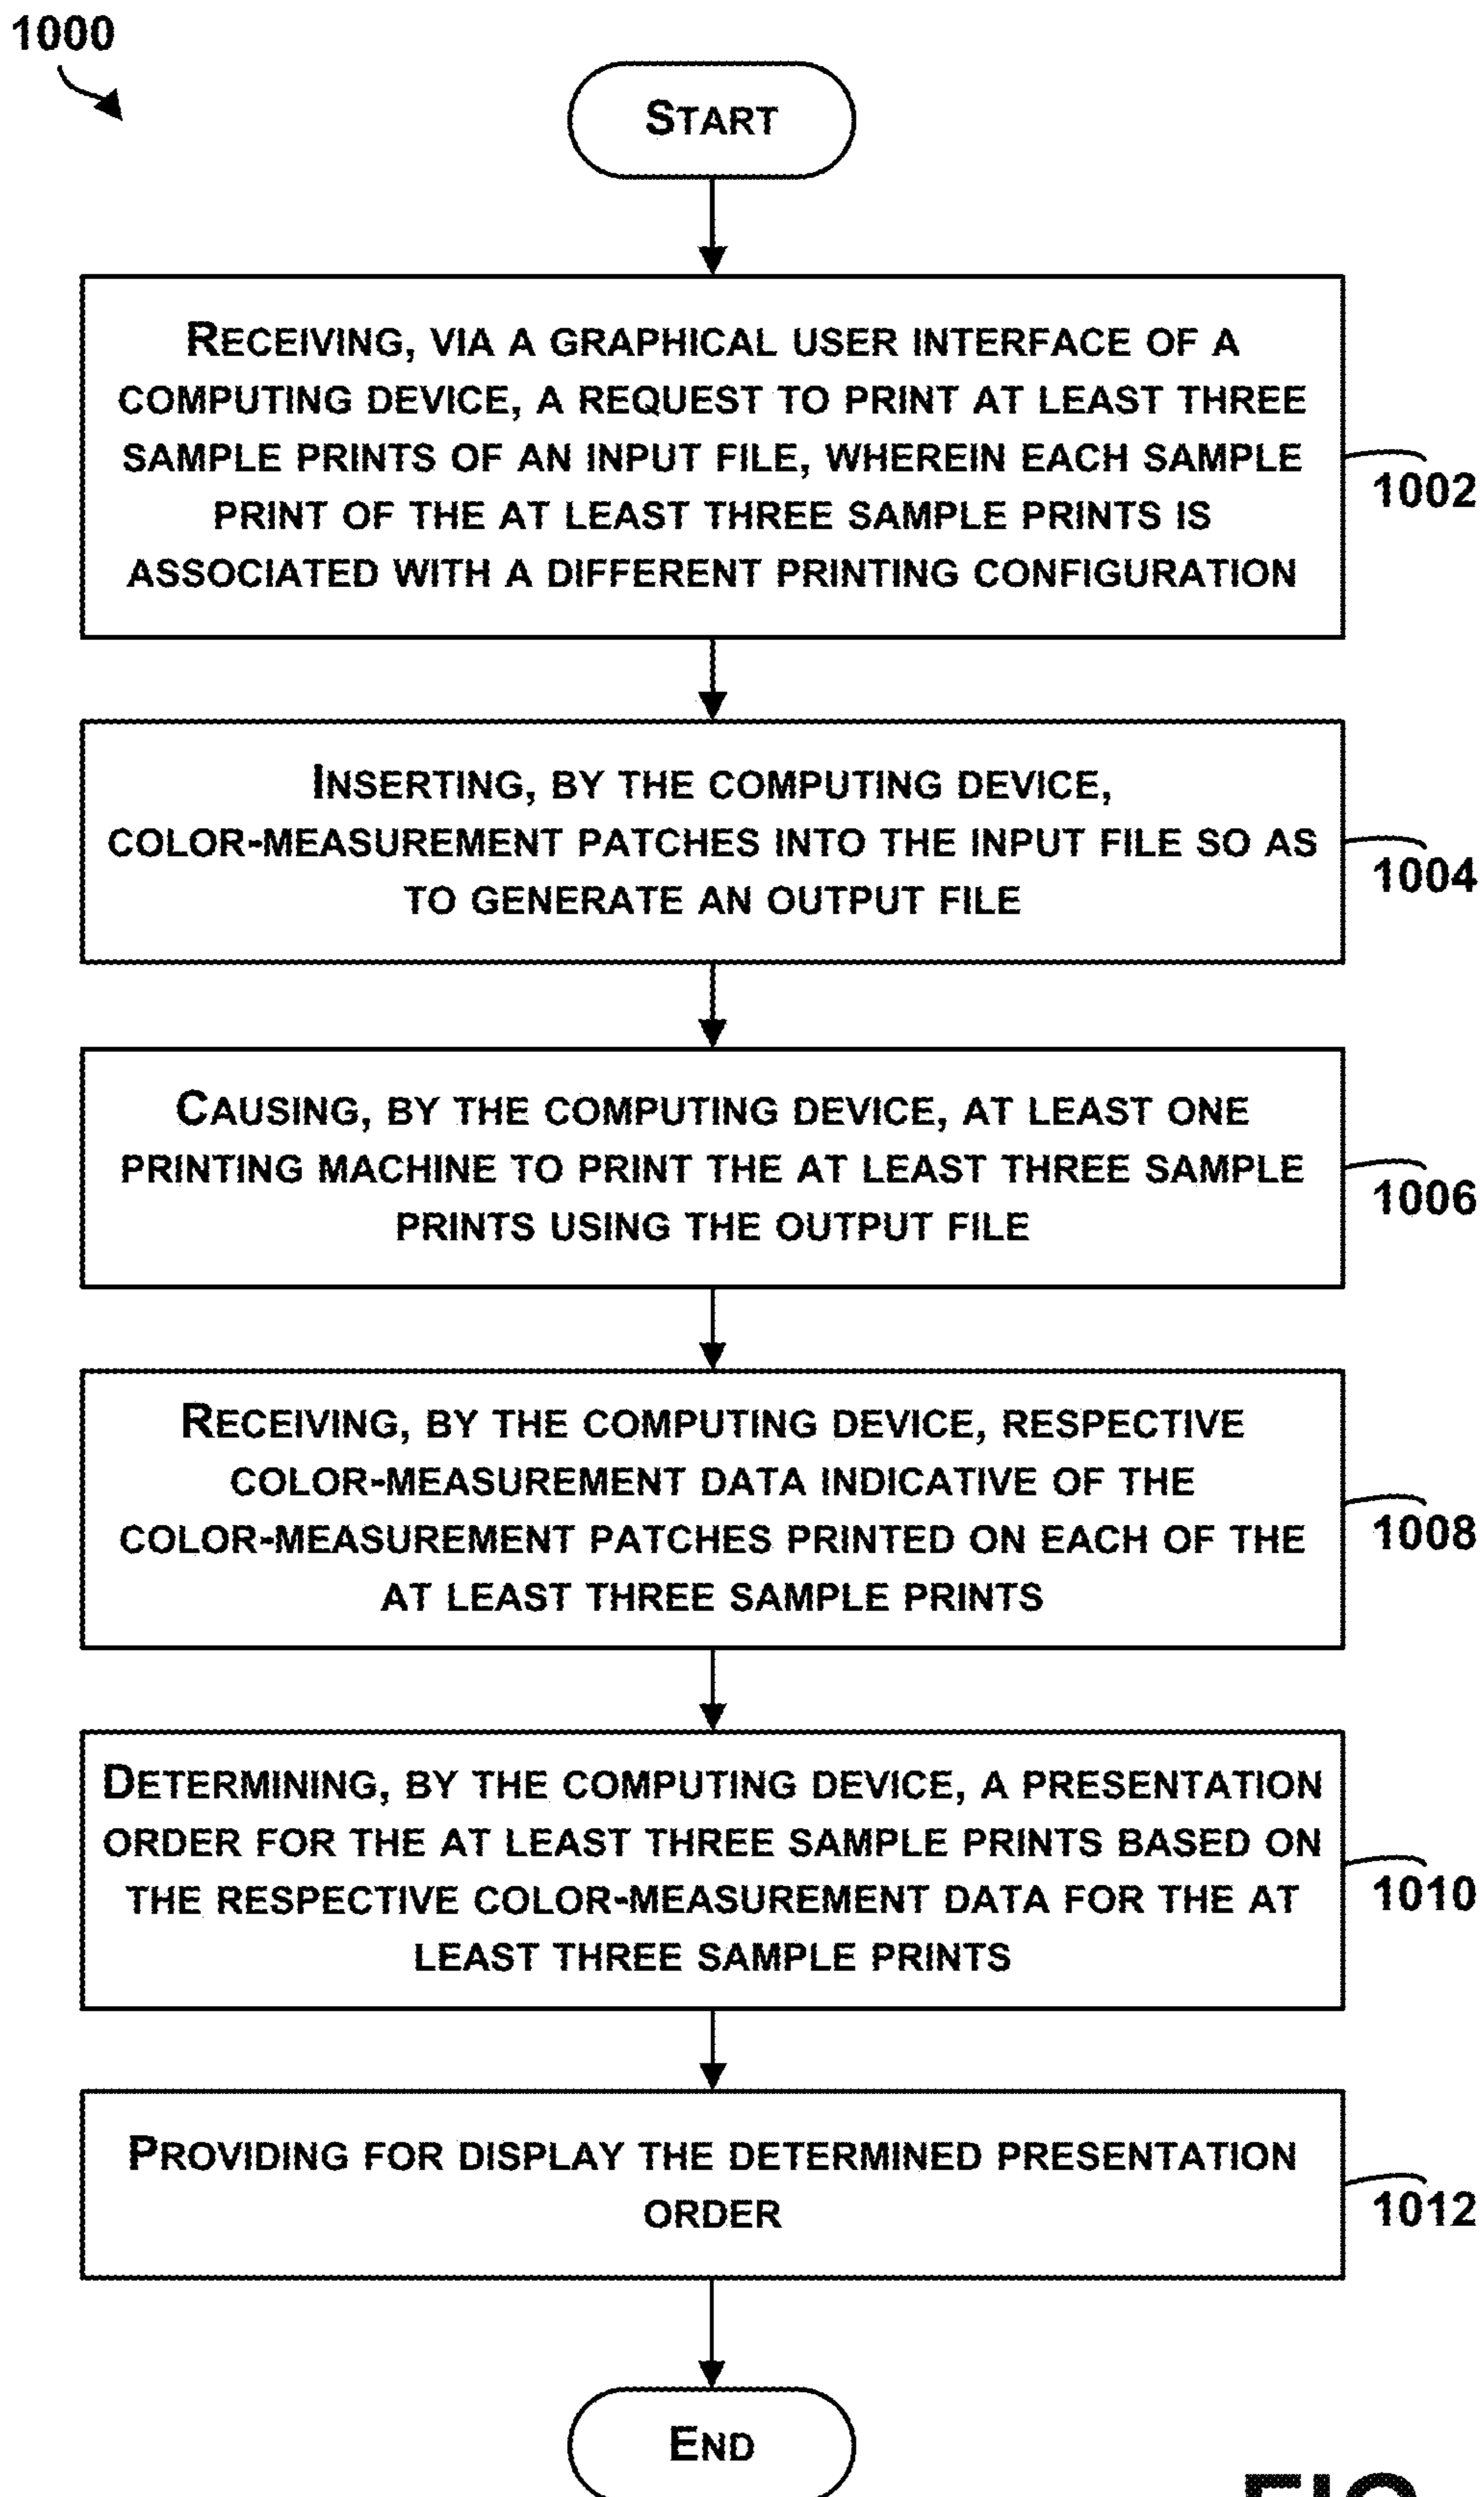 1000
START
RECEIVING, VIA A GRAPHICAL USER INTERFACE OF A
COMPUTING DEVICE, A REQUEST TO PRINT AT LEAST THREE
SAMPLE PRINTS OF AN INPUT FILE, WHEREIN EACH SAMPLE
PRINT OF THE AT LEAST THREE SAMPLE PRINTS IS
ASSOCIATED WITH A DIFFERENT PRINTING CONFIGURATION
1002
INSERTING, BY THE COMPUTING DEVICE,
COLOR-MEASUREMENT PATCHES INTO THE INPUT FILE SO AS
TO GENERATE AN OUTPUT FILE
1004
CAUSING, BY THE COMPUTING DEVICE, AT LEAST ONE
PRINTING MACHINE TO PRINT THE AT LEAST THREE SAMPLE
PRINTS USING THE OUTPUT FILE
1006
RECEIVING, BY THE COMPUTING DEVICE, RESPECTIVE
COLOR-MEASUREMENT DATA INDICATIVE OF THE
COLOR-MEASUREMENT PATCHES PRINTED ON EACH OF THE
AT LEAST THREE SAMPLE PRINTS
1008
DETERMINING, BY THE COMPUTING DEVICE, A PRESENTATION
ORDER FOR THE AT LEAST THREE SAMPLE PRINTS BASED ON
THE RESPECTIVE COLOR-MEASUREMENT DATA FOR THE AT
LEAST THREE SAMPLE PRINTS
1010
PROVIDING FOR DISPLAY THE DETERMINED PRESENTATION
ORDER
1012
END